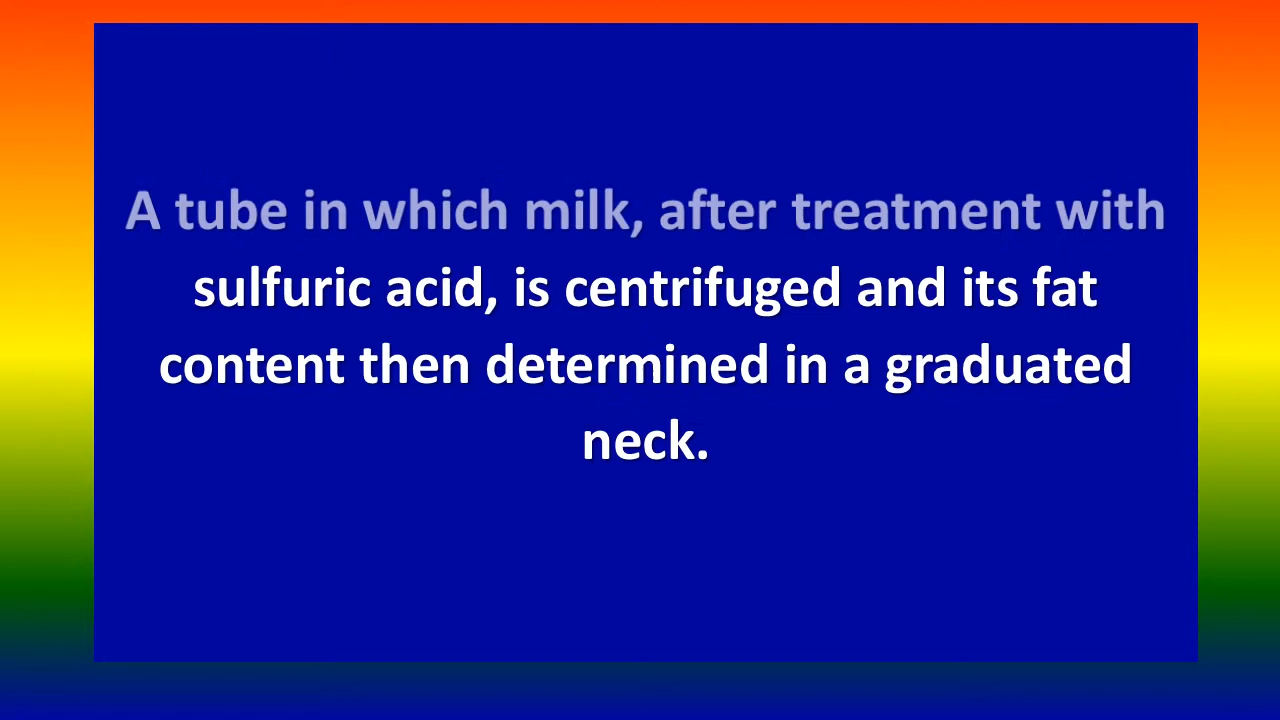 A tube in which milk, after treatment with
sulfuric acid, is centrifuged and its fat
content then determined in a graduated
neck.